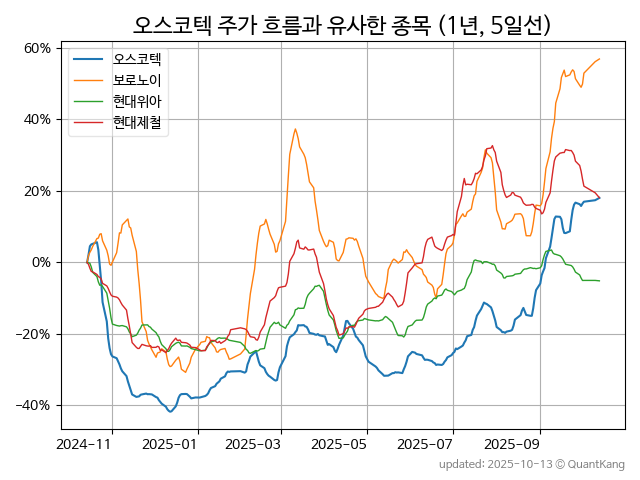 오스코텍 주가 흐름과 유사한 종목 (1년, 5일선)
오스코텍
보로노이
현대위아
현대제철
60%
40%
20%
0%
−20%
−40%
2024-11 2025-01 2025-03 2025-05 2025-07 2025-09
updated: 2025-10-13 ⓒ QuantKang